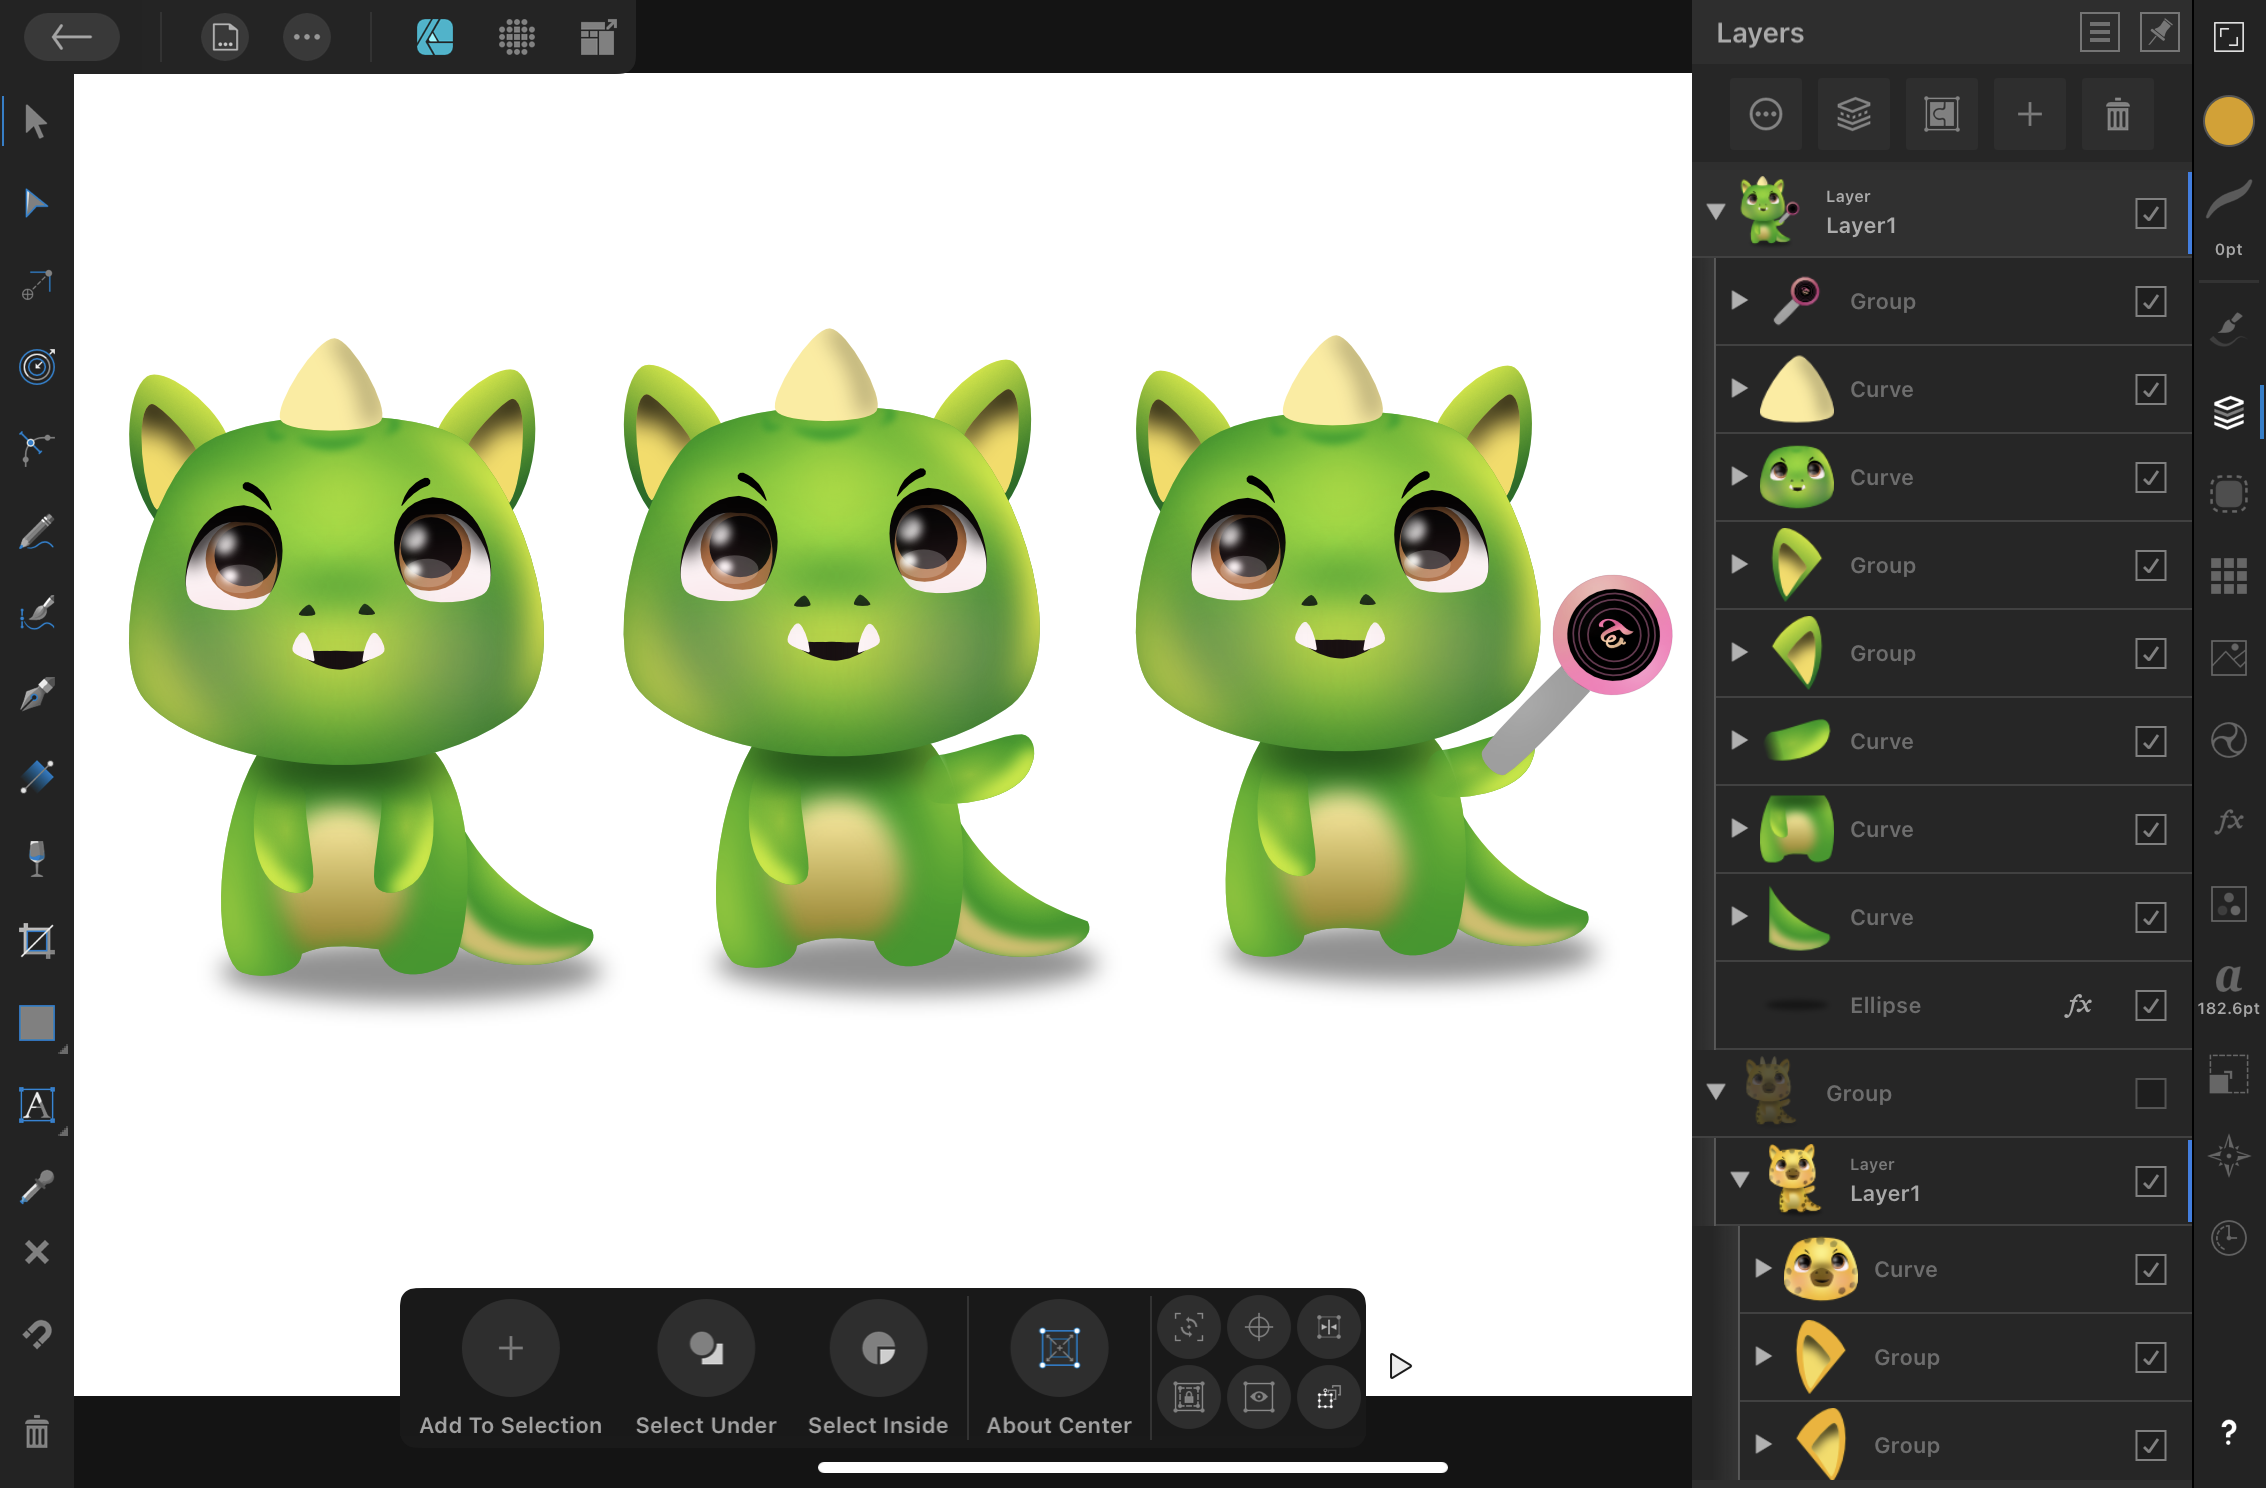 Layers
Layer
Layer1
0pt
Group
Curve
Curve
Group
Group
Curve
Curve
Curve
Ellipse fx
fx
a
182.6pt
Group
Layer
Layer1
Curve
Group
Group
A
Add To Selection
Select Under
Select Inside
About Center
?